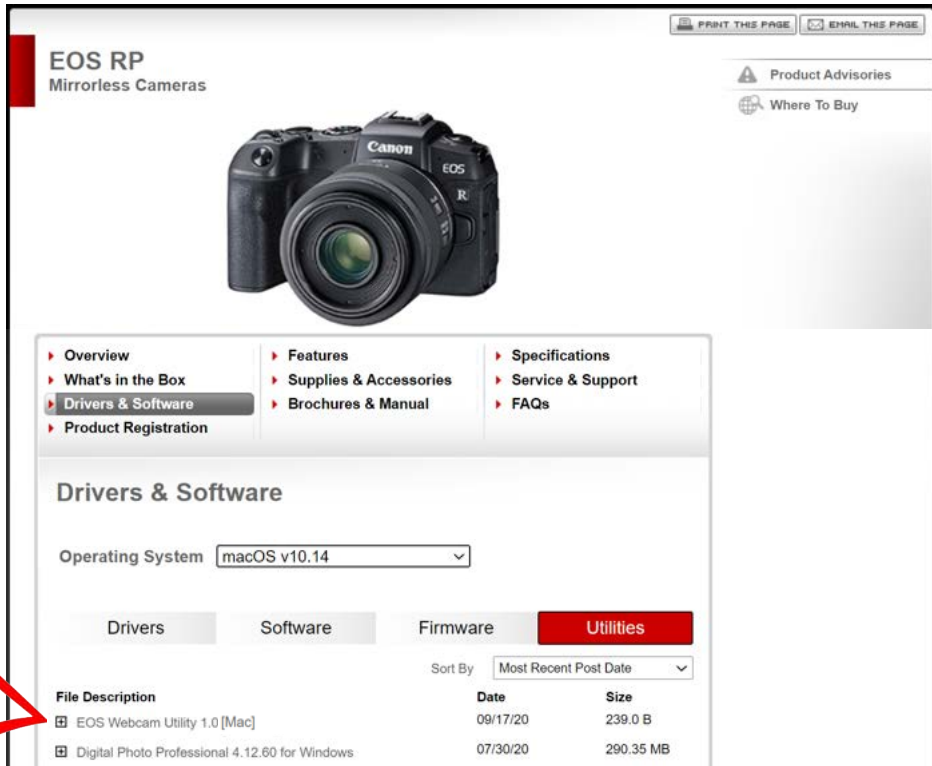 PRINT THIS PAGE EMAIL THIS PAGE
EOS RP
Mirrorless Cameras
Product Advisories
Where To Buy
Canon
EOS
R
Overview Features Specifications
What's in the Box Supplies & Accessories Service & Support
Drivers & Software Brochures & Manual FAQs
Product Registration
Drivers & Software
Operating System macOS v10.14
Drivers Software Firmware Utilities
Sort By Most Recent Post Date
File Description Date Size
EOS Webcam Utility 1.0 [Mac] 09/17/20 239.0 B
Digital Photo Professional 4.12.60 for Windows 07/30/20 290.35 MB